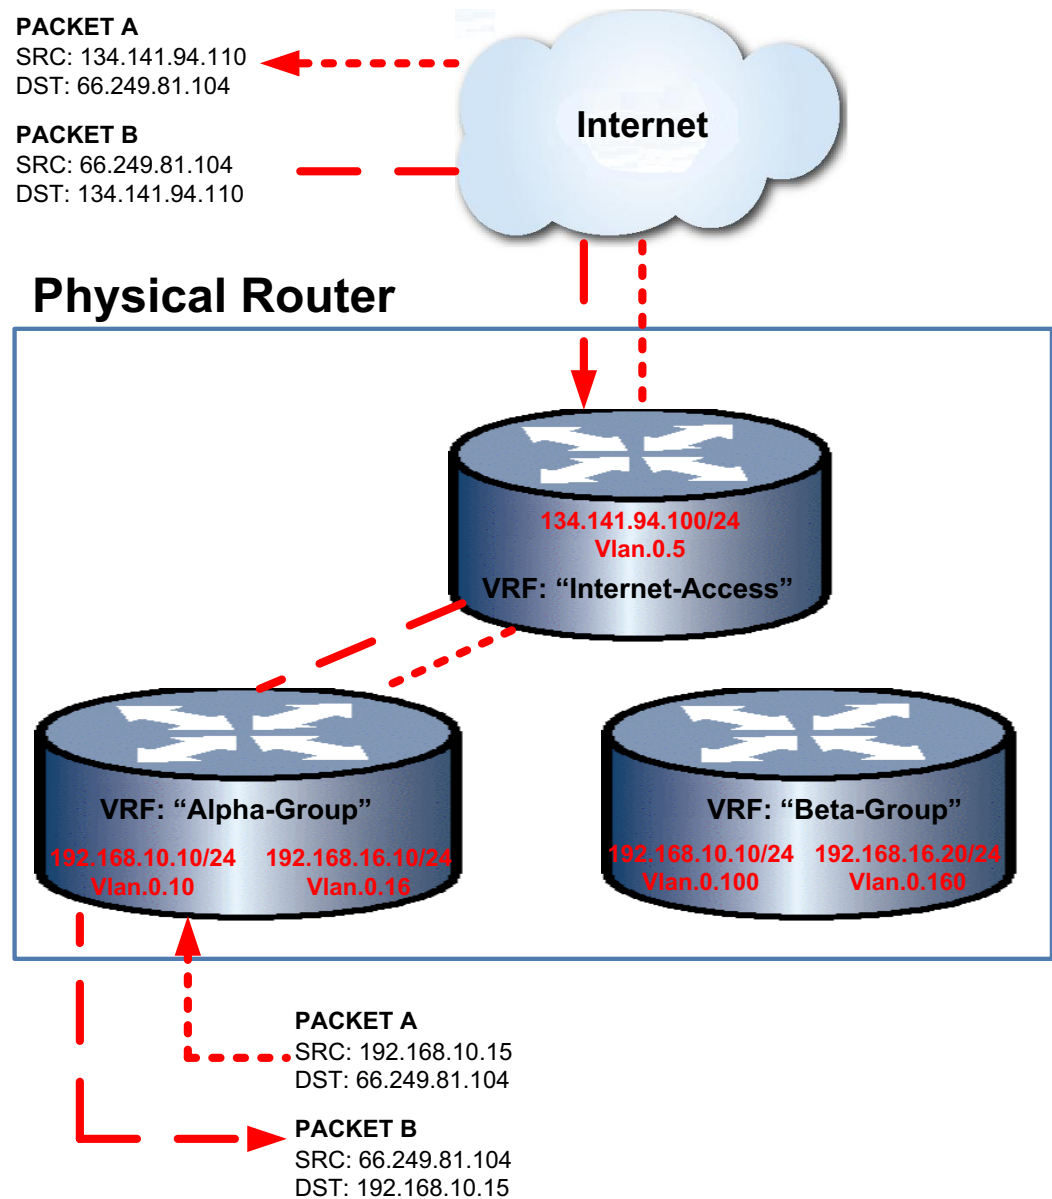 PACKET A
SRC: 134.141.94.110
DST: 66.249.81.104
PACKET B
SRC: 66.249.81.104
DST: 134.141.94.110
Internet
Physical Router
134.141.94.100/24
Vlan.0.5
VRF: “Internet-Access”
VRF: “Alpha-Group”
192.168.10.10/24 192.168.16.10/24
Vlan.0.10 Vlan.0.16
VRF: “Beta-Group”
192.168.10.10/24 192.168.16.20/24
Vlan.0.100 Vlan.0.160
PACKET A
SRC: 192.168.10.15
DST: 66.249.81.104
PACKET B
SRC: 66.249.81.104
DST: 192.168.10.15